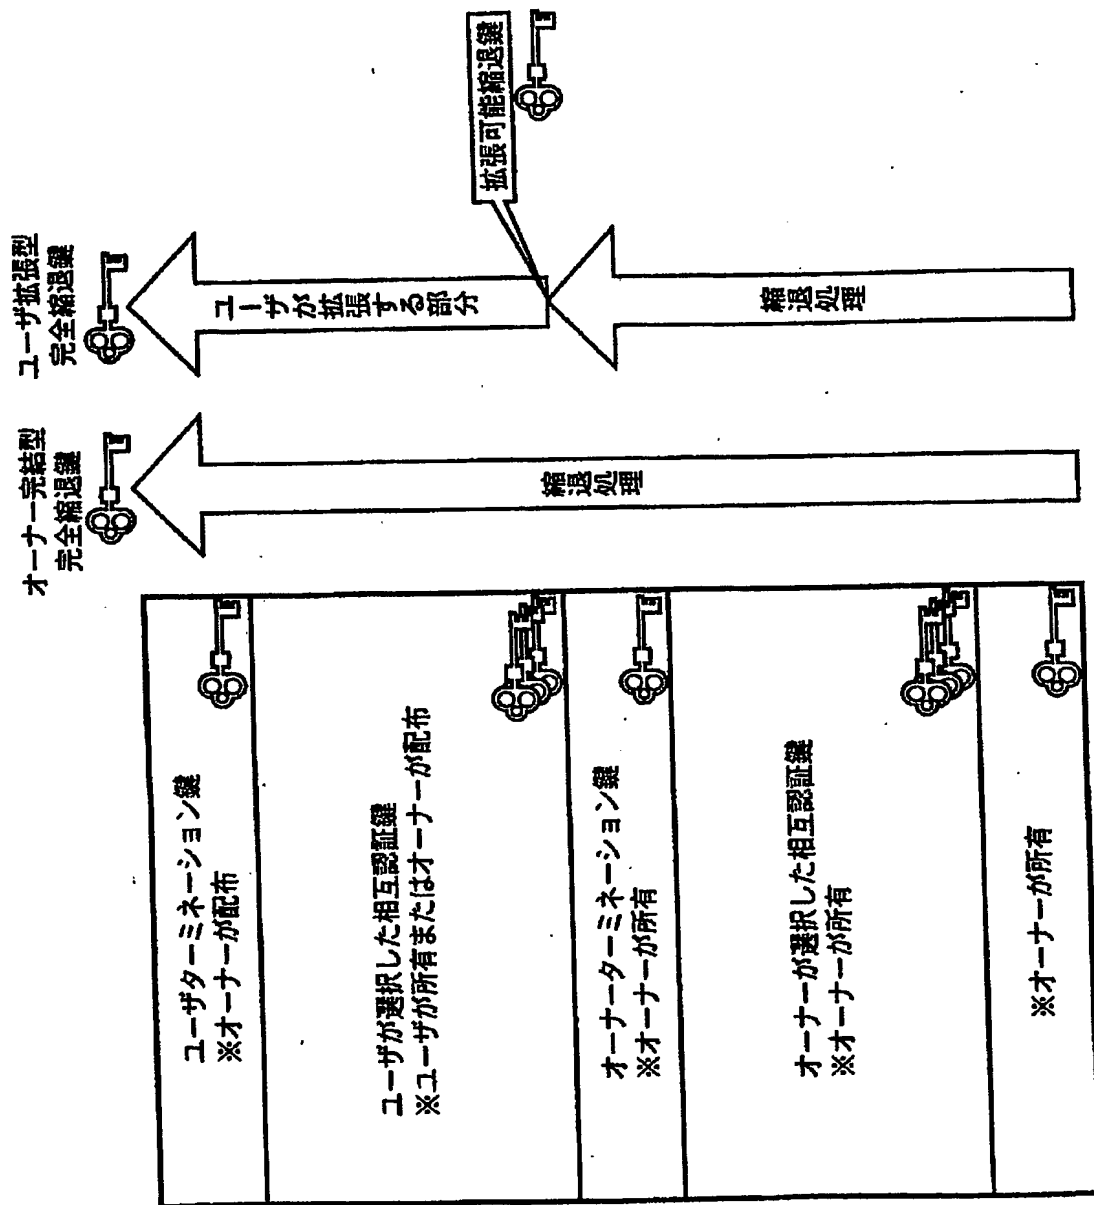 オーナー完結型
完全縮退鍵
ユーザ拡張型
完全縮退鍵
ユーザターミネーション鍵
※オーナーが配布
ユーザが選択した相互認証鍵
※ユーザが所有またはオーナーが配布
オーナーターミネーション鍵
※オーナーが所有
オーナーが選択した相互認証鍵
※オーナーが所有
※オーナーが所有
縮退処理
ユーザが拡張する部分
縮退処理
拡張可能縮退鍵